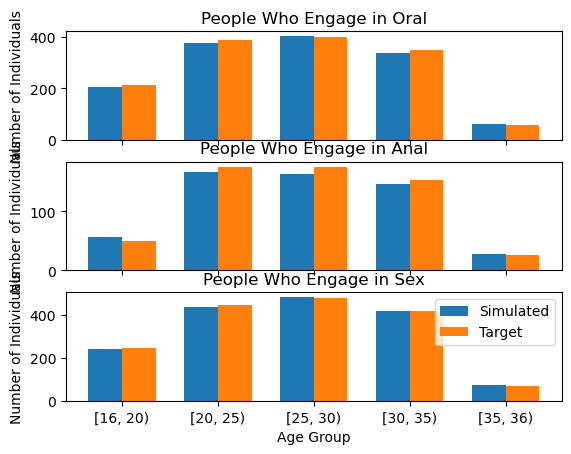 People Who Engage in Oral
Number of Individuals
400
200
0
People Who Engage in Anal
Number of Individuals
100
0
People Who Engage in Sex
Number of Individuals
400
200
0
Simulated
Target
[16, 20)
[20, 25)
[25, 30)
[30, 35)
[35, 36)
Age Group